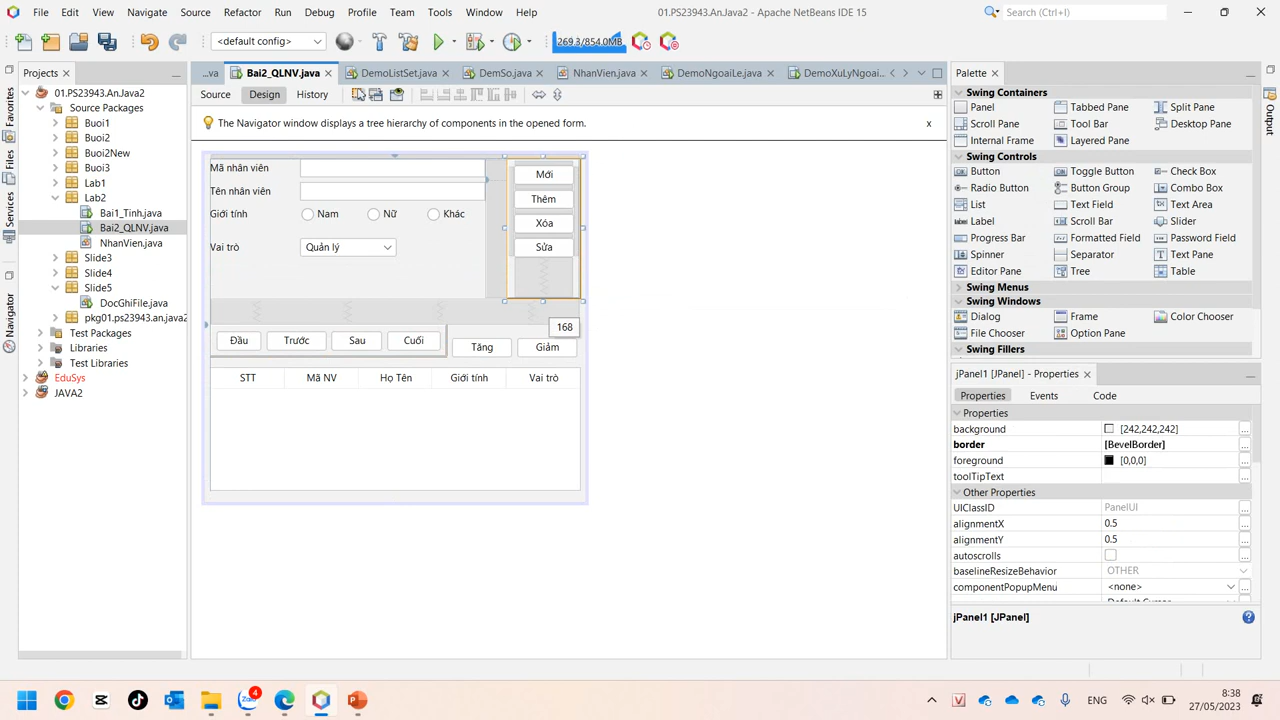 File Edit View Navigate Source Refactor Run Debug Profile Team Tools Window Help 01.PS23943.AnJava2 - Apache NetBeans IDE 15 Search (Ctrl+I)
<default config> 269.3/854.0MB
Projects ...va Bai2_QLNV.java DemoListSet.java DemSo.java NhanVien.java DemoNgoaiLe.java DemoXuLyNgoai... Palette
Source Design History
The Navigator window displays a tree hierarchy of components in the opened form. x
Favorites
Files
Services
Navigator
01.PS23943.An.Java2
Source Packages
Buoi1
Buoi2
Buoi2New
Buoi3
Lab1
Lab2
Bai1_Tinh.java
Bai2_QLNV.java
NhanVien.java
Slide3
Slide4
Slide5
DocGhiFile.java
pkg01.ps23943.an.java2
Test Packages
Libraries
Test Libraries
EduSys
JAVA2
Mã nhân viên Mới
Tên nhân viên Thêm
Giới tính Nam Nữ Khác Xóa
Vai trò Quản lý Sửa
168
Đầu Trước Sau Cuối Tăng Giảm
STT Mã NV Họ Tên Giới tính Vai trò
Swing Containers
Panel Tabbed Pane Split Pane
Scroll Pane Tool Bar Desktop Pane
Internal Frame Layered Pane
Swing Controls
Button Toggle Button Check Box
Radio Button Button Group Combo Box
List Text Field Text Area
Label Scroll Bar Slider
Progress Bar Formatted Field Password Field
Spinner Separator Text Pane
Editor Pane Tree Table
Swing Menus
Swing Windows
Dialog Frame Color Chooser
File Chooser Option Pane
Swing Fillers
Output
jPanel1 [JPanel] - Properties
Properties Events Code
Properties
background [242,242,242] ...
border [BevelBorder] ...
foreground [0,0,0] ...
toolTipText ...
Other Properties
UIClassID PanelUI ...
alignmentX 0.5 ...
alignmentY 0.5 ...
autoscrolls ...
baselineResizeBehavior OTHER
componentPopupMenu <none> ...
jPanel1 [JPanel]
4 ENG 8:38
27/05/2023